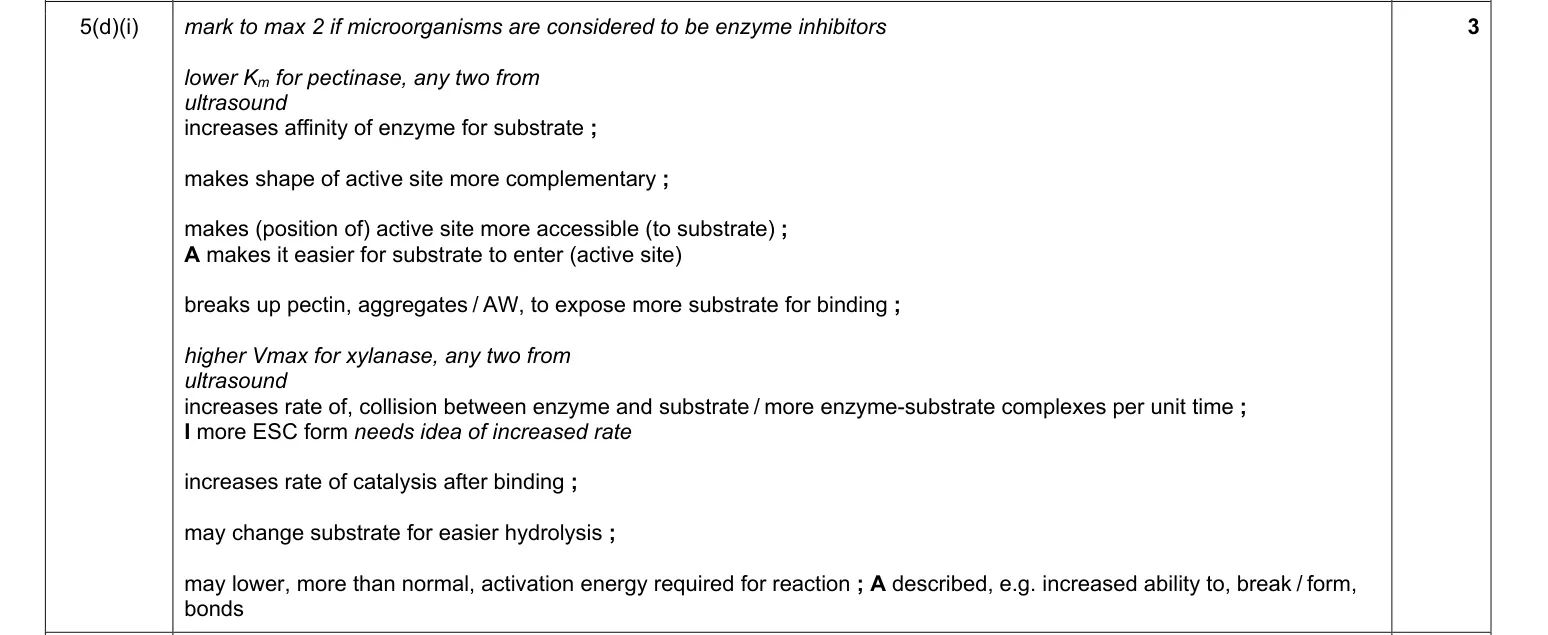 5(d)(i) mark to max 2 if microorganisms are considered to be enzyme inhibitors 3
lower Km for pectinase, any two from
ultrasound
increases affinity of enzyme for substrate ;
makes shape of active site more complementary ;
makes (position of) active site more accessible (to substrate) ;
A makes it easier for substrate to enter (active site)
breaks up pectin, aggregates / AW, to expose more substrate for binding ;
higher Vmax for xylanase, any two from
ultrasound
increases rate of, collision between enzyme and substrate / more enzyme-substrate complexes per unit time ;
I more ESC form needs idea of increased rate
increases rate of catalysis after binding ;
may change substrate for easier hydrolysis ;
may lower, more than normal, activation energy required for reaction ; A described, e.g. increased ability to, break / form,
bonds